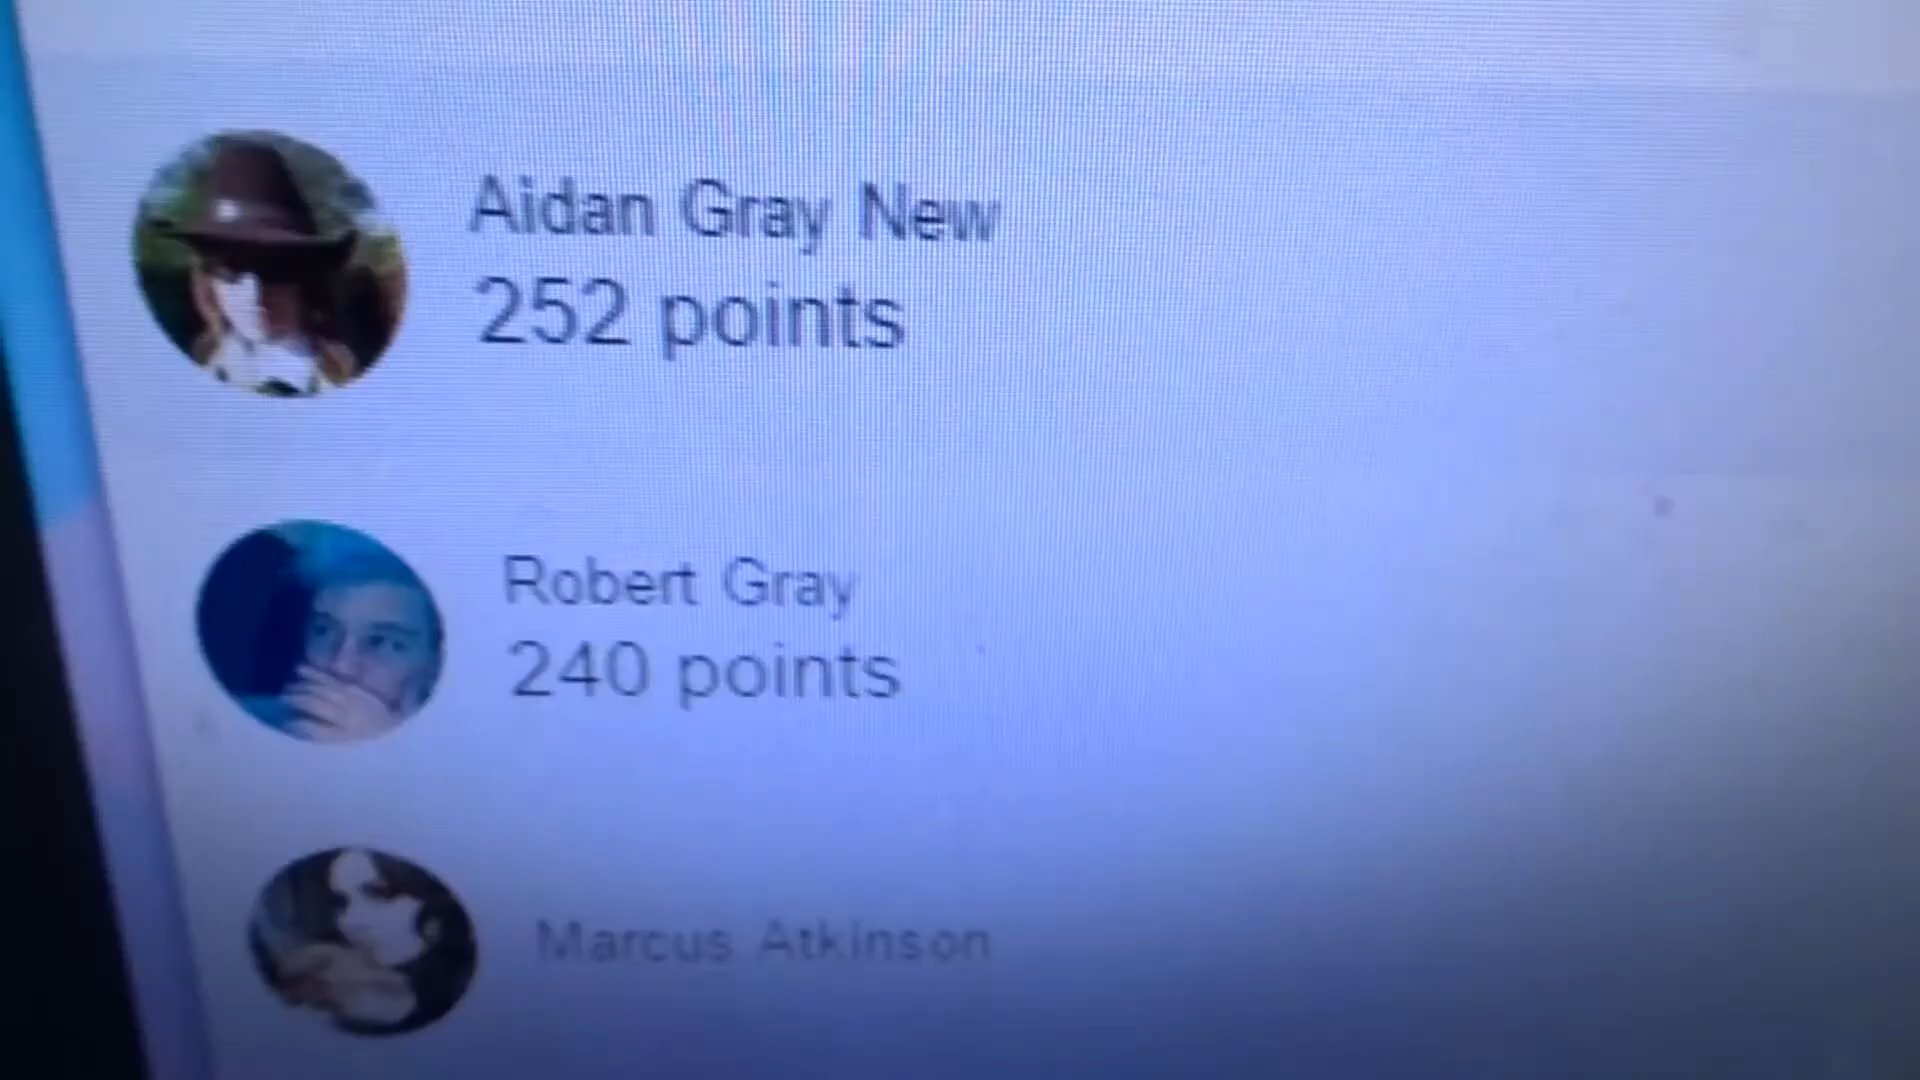 Aidan Gray New
252 points
Robert Gray
240 points
Marcus Atkinson